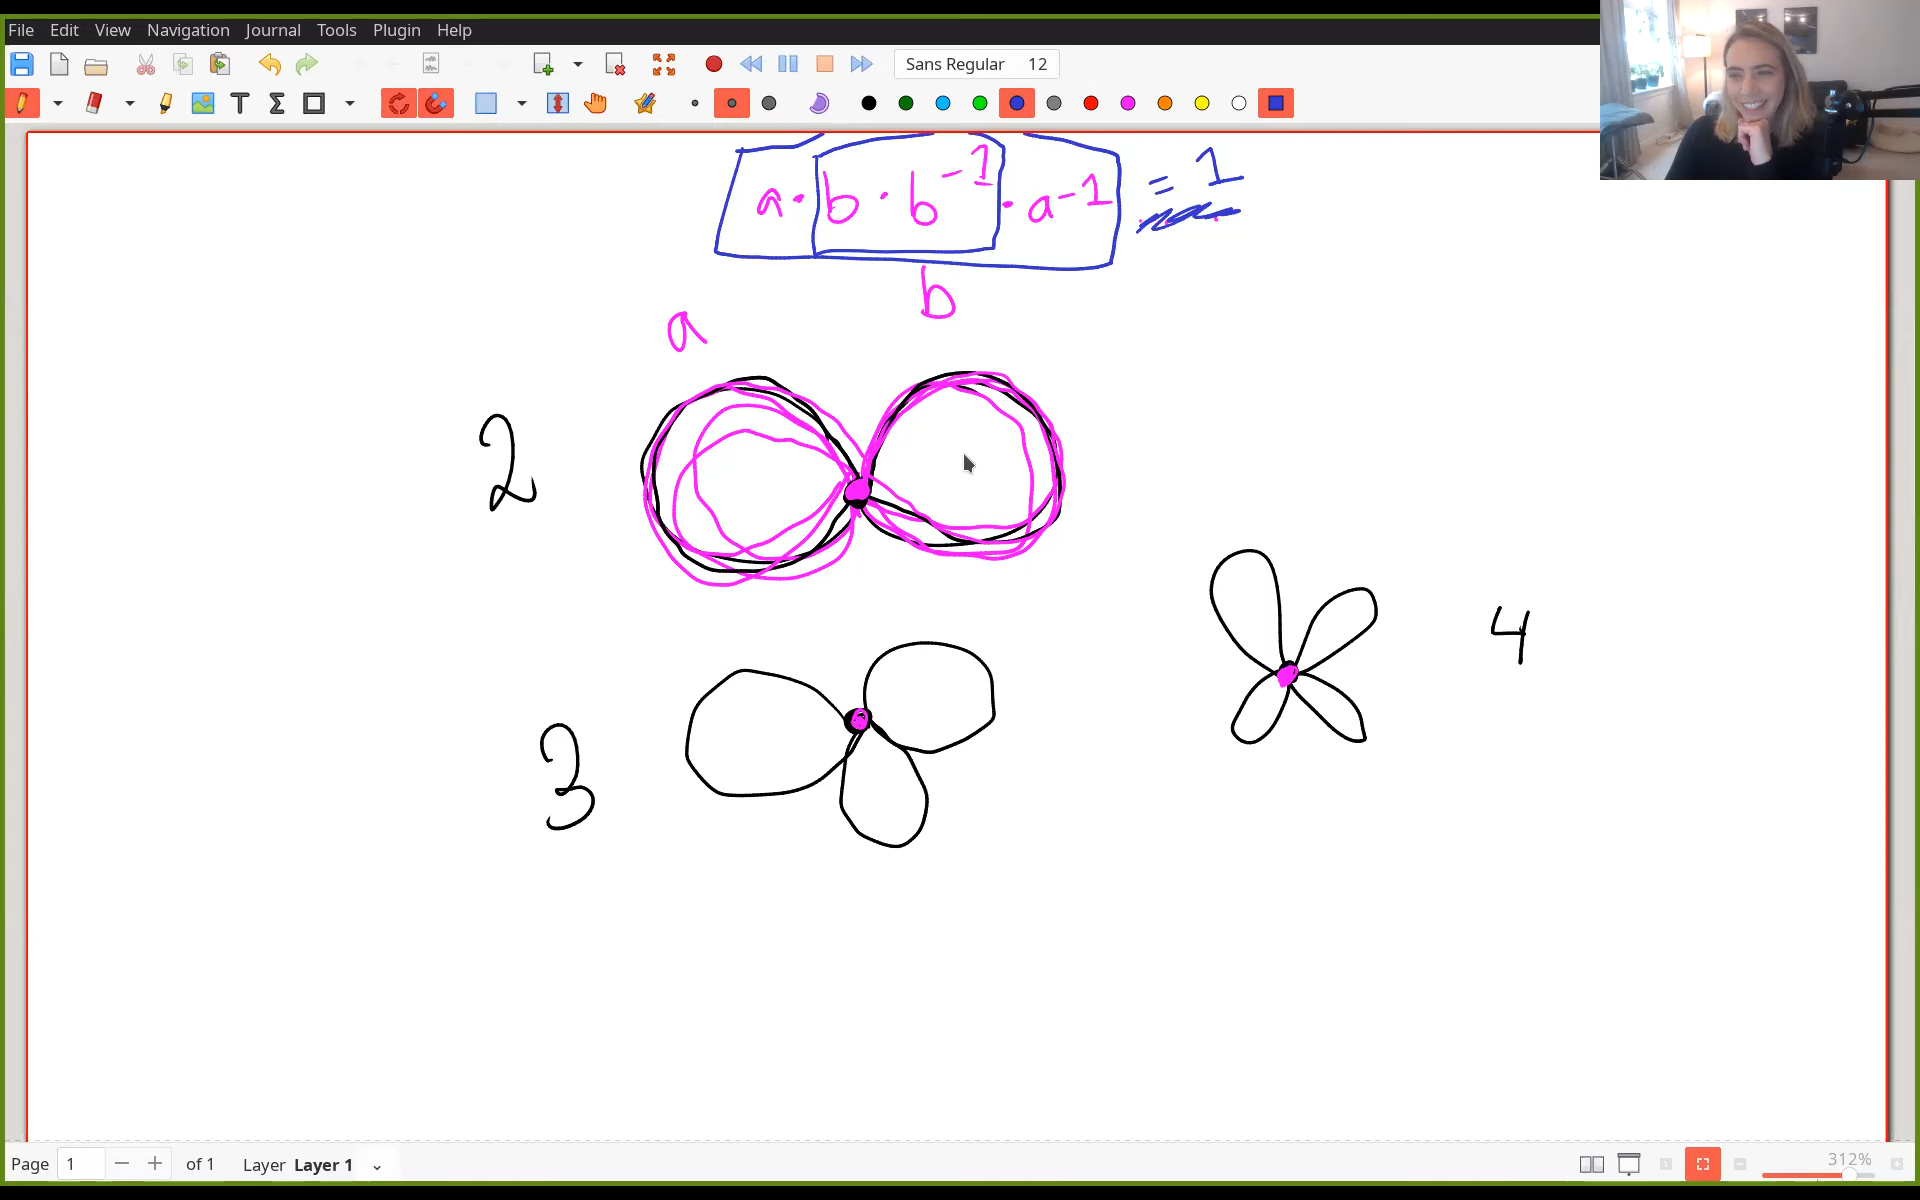 File Edit View Navigation Journal Tools Plugin Help
Sans Regular 12
a · b · b⁻¹ · a-1 = 1
b
a
2
4
3
Page 1 of 1 Layer Layer 1 312%